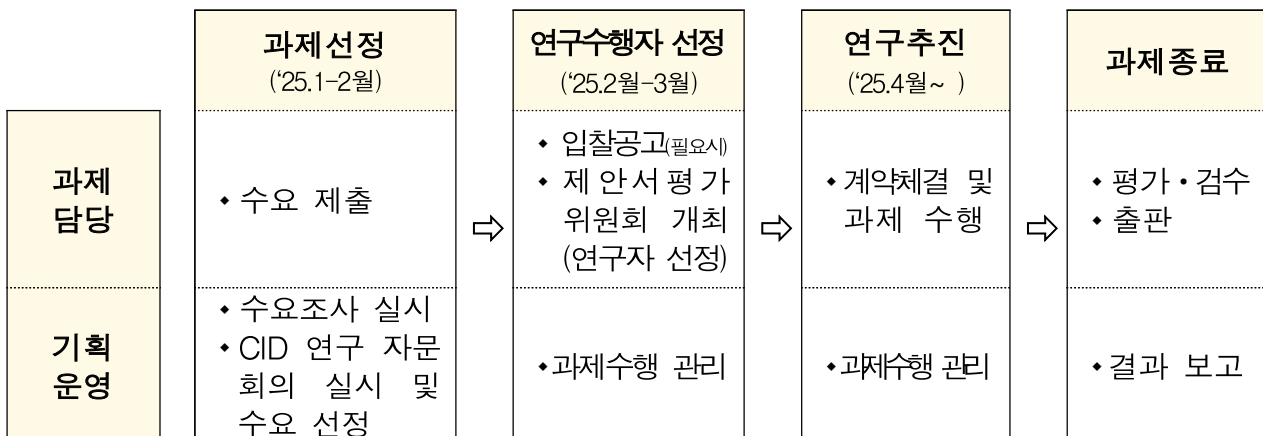 과제선정
(‘25.1-2월)
연구수행자 선정
(‘25.2월-3월)
연구추진
(‘25.4월~ )
과제종료
과제
담당
◆ 수요 제출
⇨
◆ 입찰공고(필요시)
◆ 제안서평가
위원회 개최
(연구자 선정)
⇨
◆ 계약체결 및
과제 수행
⇨
◆ 평가・검수
◆ 출판
기획
운영
◆ 수요조사 실시
◆ CID 연구 자문
회의 실시 및
수요 선정
◆ 과제수행 관리
◆ 과제수행 관리
◆ 결과 보고